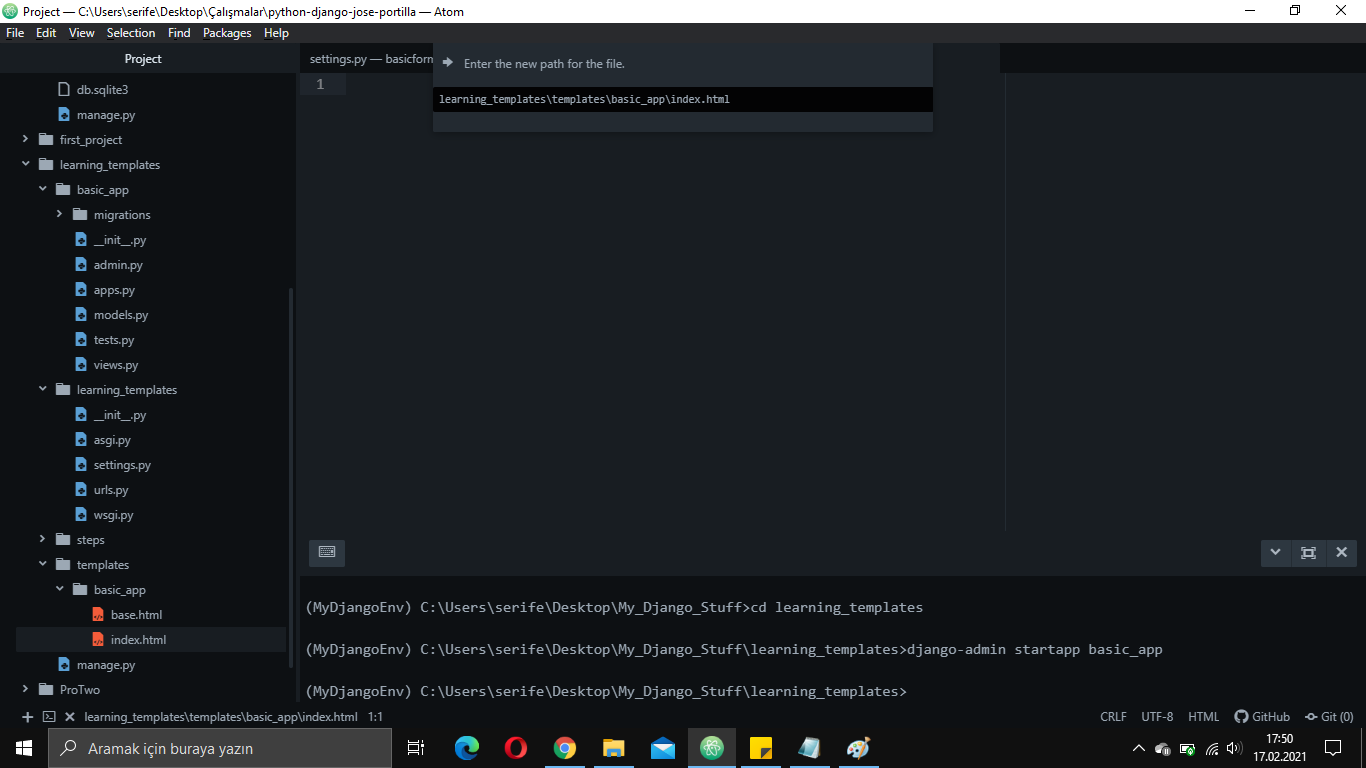 Project — C:\Users\serife\Desktop\Çalışmalar\python-django-jose-portilla — Atom
File Edit View Selection Find Packages Help
Project
db.sqlite3
manage.py
first_project
learning_templates
basic_app
migrations
__init__.py
admin.py
apps.py
models.py
tests.py
views.py
learning_templates
__init__.py
asgi.py
settings.py
urls.py
wsgi.py
steps
templates
basic_app
base.html
index.html
manage.py
ProTwo
settings.py — basicform
1
Enter the new path for the file.
learning_templates\templates\basic_app\index.html
(MyDjangoEnv) C:\Users\serife\Desktop\My_Django_Stuff>cd learning_templates
(MyDjangoEnv) C:\Users\serife\Desktop\My_Django_Stuff\learning_templates>django-admin startapp basic_app
(MyDjangoEnv) C:\Users\serife\Desktop\My_Django_Stuff\learning_templates>
learning_templates\templates\basic_app\index.html 1:1 CRLF UTF-8 HTML GitHub Git (0)
Aramak için buraya yazın
17:50
17.02.2021